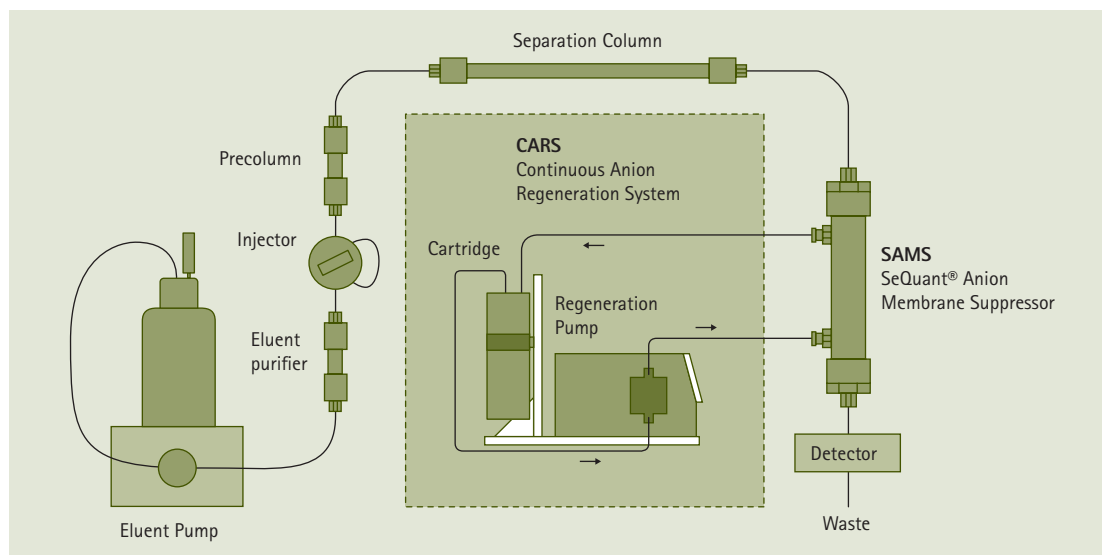 Separation Column
CARS
Continuous Anion
Regeneration System
Precolumn
Injector
Cartridge
SAMS
SeQuant® Anion
Membrane Suppressor
Regeneration
Pump
Eluent
purifier
Detector
Eluent Pump
Waste